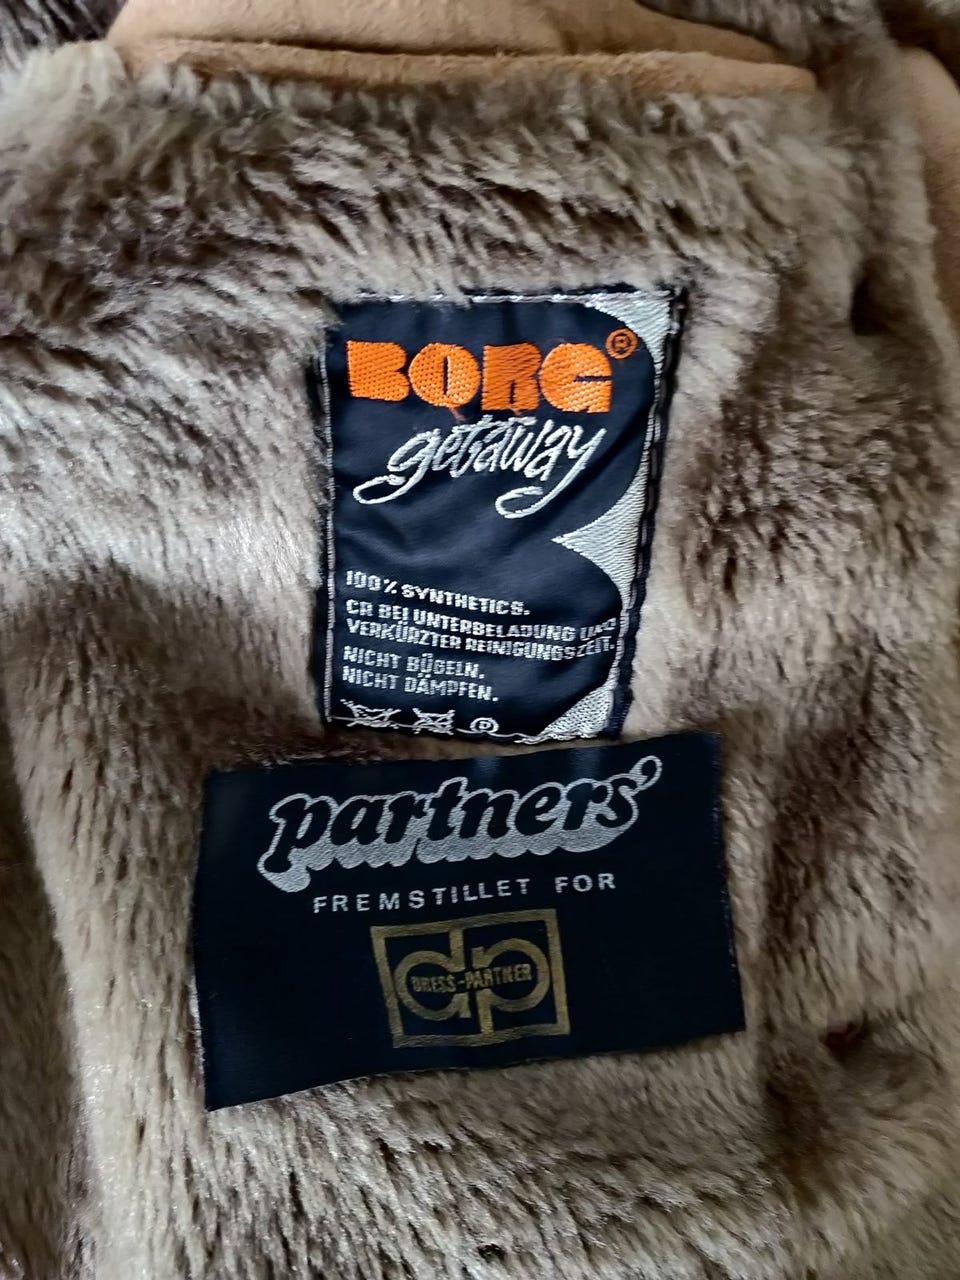 BORG®
getaway
100% SYNTHETICS.
CR BEI UNTERBELADUNG UND
VERKÜRZTER REINIGUNGSZEIT.
NICHT BÜGELN.
NICHT DÄMPFEN.
P
partners'
FREMSTILLET FOR
dp
DRESS-PARTNER